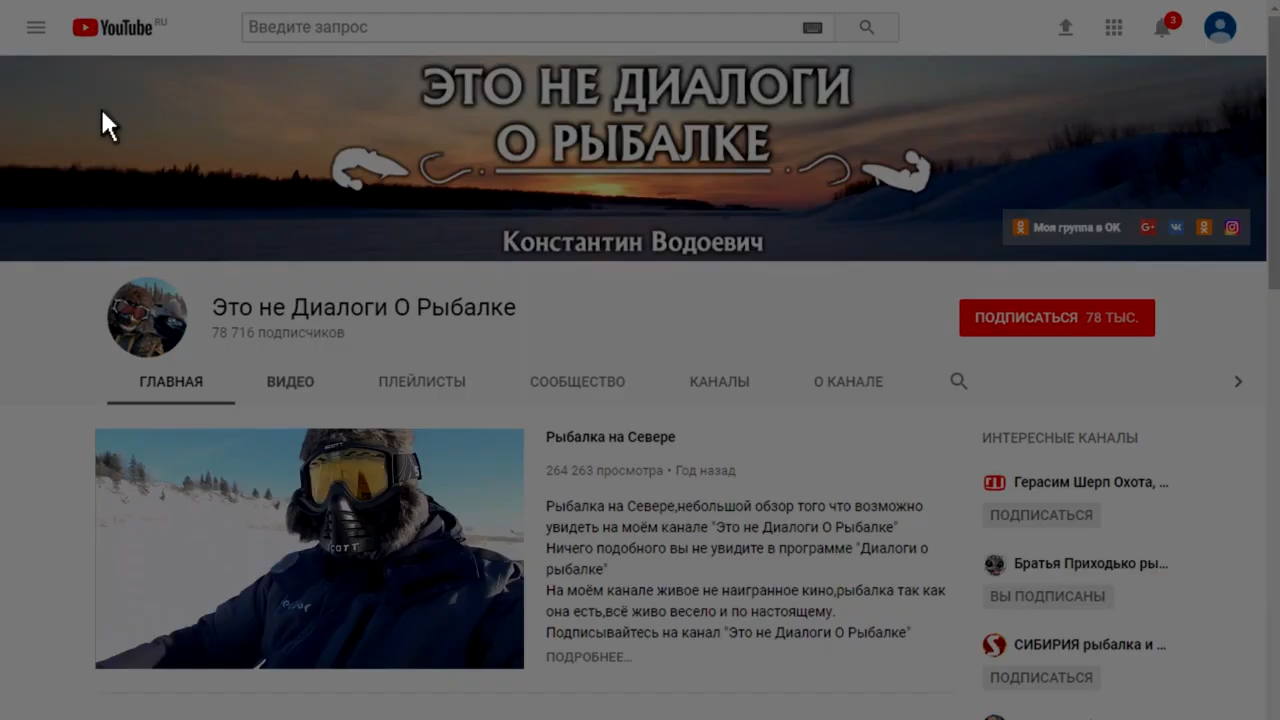 YouTube RU
Введите запрос
3
ЭТО НЕ ДИАЛОГИ
О РЫБАЛКЕ
Константин Водоевич
Моя группа в ОК
G+
Это не Диалоги О Рыбалке
78 716 подписчиков
ПОДПИСАТЬСЯ 78 ТЫС.
ГЛАВНАЯ
ВИДЕО
ПЛЕЙЛИСТЫ
СООБЩЕСТВО
КАНАЛЫ
О КАНАЛЕ
SCOTT
Рыбалка на Севере
264 263 просмотра • Год назад
Рыбалка на Севере,небольшой обзор того что возможно
увидеть на моём канале "Это не Диалоги О Рыбалке"
Ничего подобного вы не увидите в программе "Диалоги о
рыбалке"
На моём канале живое не наигранное кино,рыбалка так как
она есть,всё живо весело и по настоящему.
Подписывайтесь на канал "Это не Диалоги О Рыбалке"
ПОДРОБНЕЕ...
ИНТЕРЕСНЫЕ КАНАЛЫ
Герасим Шерп Охота, ...
ПОДПИСАТЬСЯ
Братья Приходько ры...
ВЫ ПОДПИСАНЫ
СИБИРИЯ рыбалка и ...
ПОДПИСАТЬСЯ